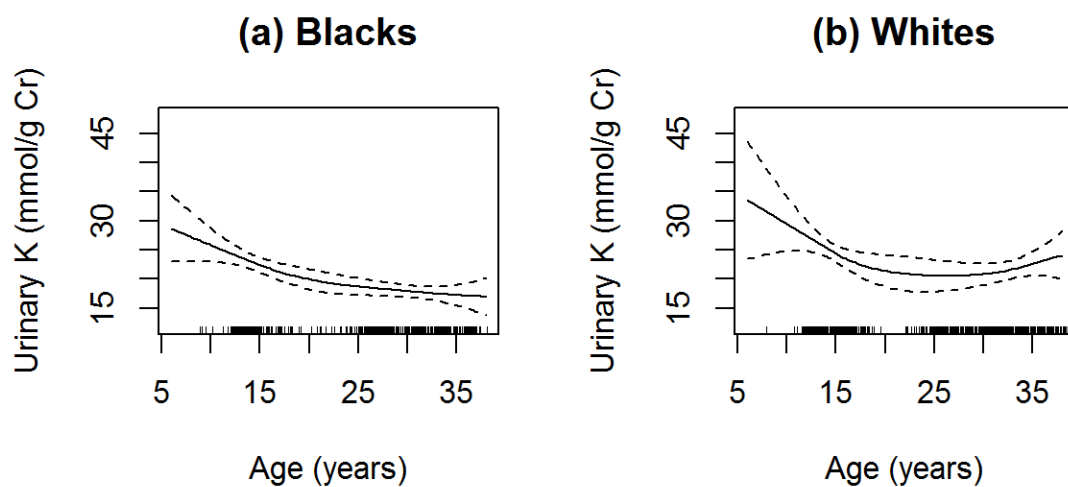 (a) Blacks
Urinary K (mmol/g Cr)
45
30
15
5 15 25 35
Age (years)
(b) Whites
Urinary K (mmol/g Cr)
45
30
15
5 15 25 35
Age (years)